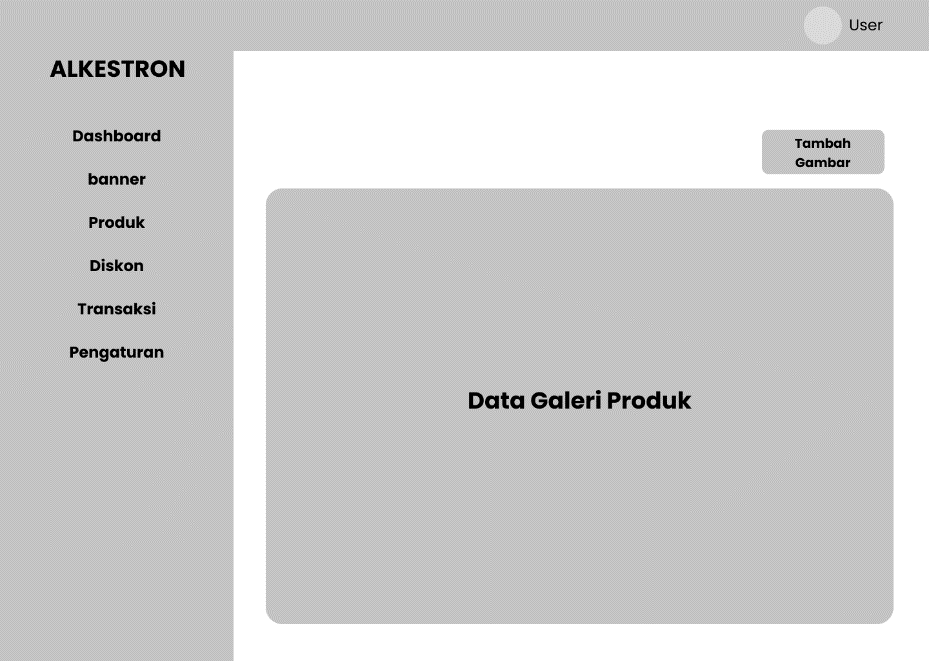 User
ALKESTRON
Dashboard
banner
Produk
Diskon
Transaksi
Pengaturan
Tambah
Gambar
Data Galeri Produk